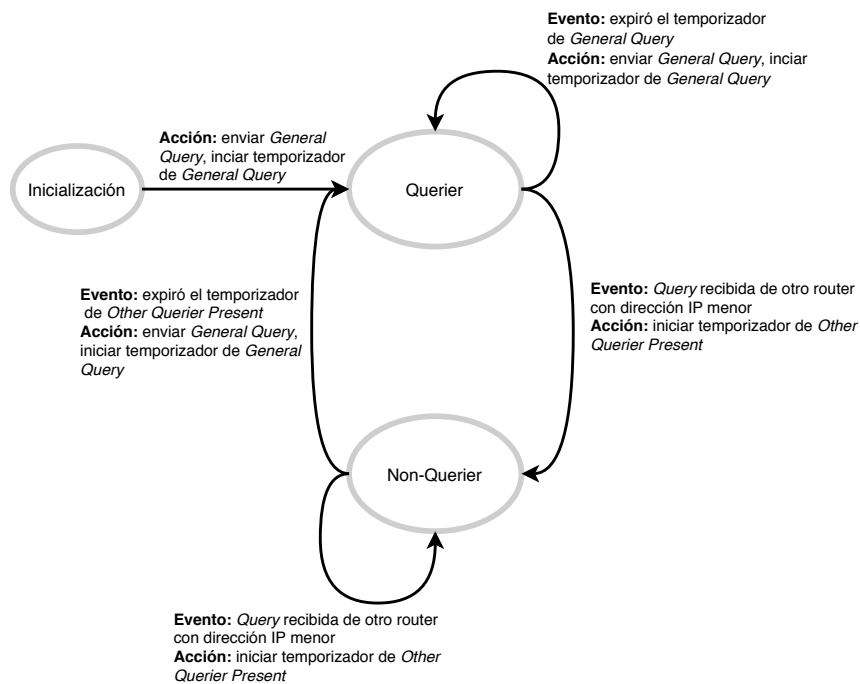 Evento: expiró el temporizador
de General Query
Acción: enviar General Query, inciar
temporizador de General Query
Acción: enviar General
Query, inciar temporizador
de General Query
Inicialización
Querier
Evento: expiró el temporizador
de Other Querier Present
Acción: enviar General Query,
iniciar temporizador de General
Query
Evento: Query recibida de otro router
con dirección IP menor
Acción: iniciar temporizador de Other
Querier Present
Non-Querier
Evento: Query recibida de otro router
con dirección IP menor
Acción: iniciar temporizador de Other
Querier Present